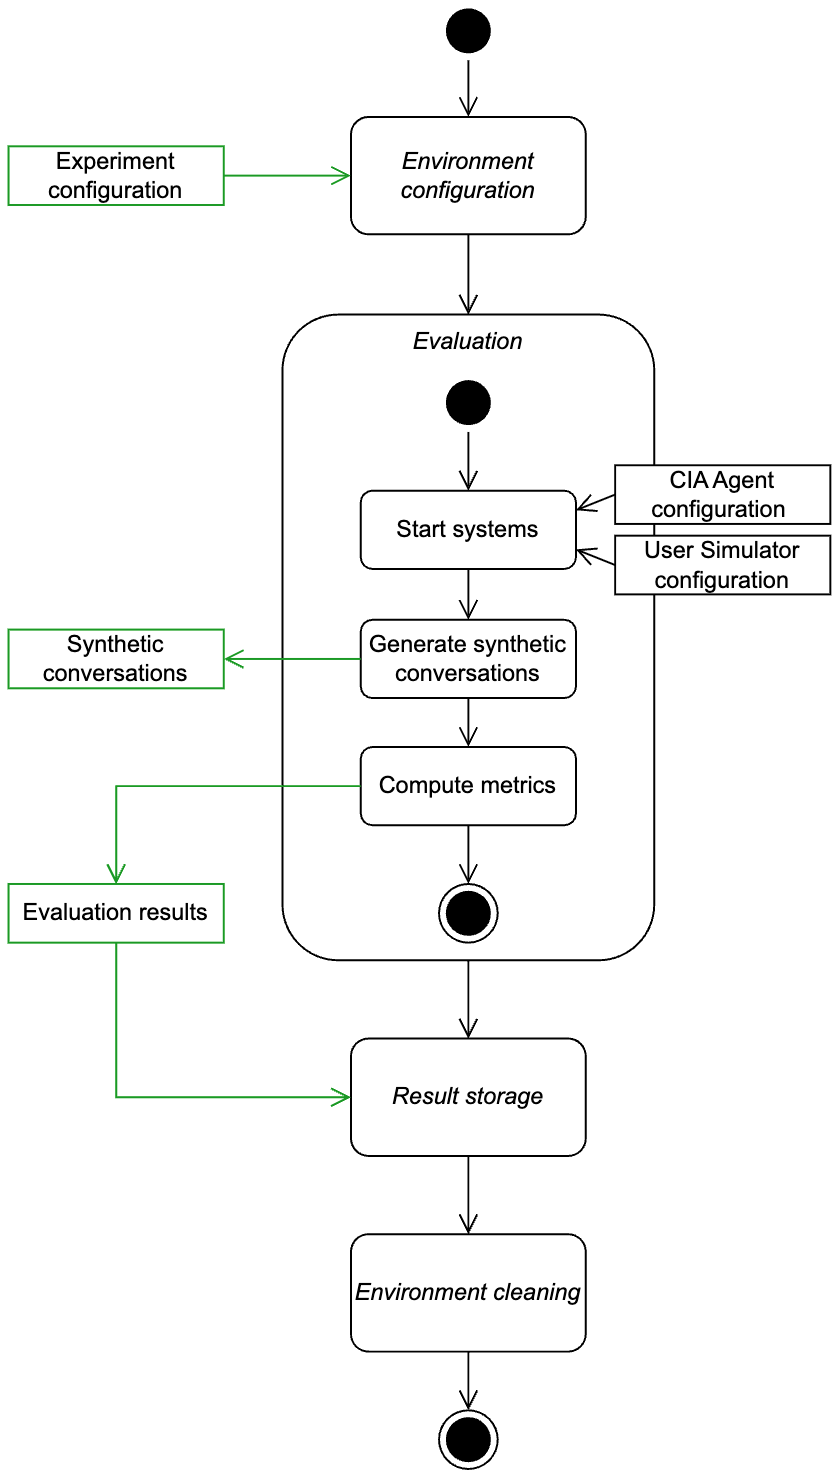 Experiment
configuration
Environment
configuration
Evaluation
CIA Agent
configuration
Start systems
User Simulator
configuration
Synthetic
conversations
Generate synthetic
conversations
Compute metrics
Evaluation results
Result storage
Environment cleaning